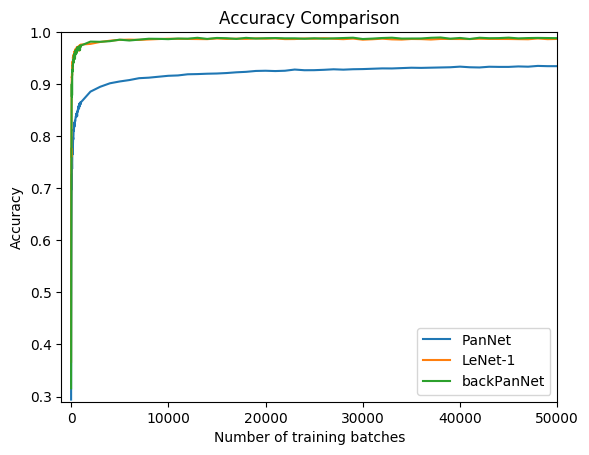 Accuracy Comparison
1.0
0.9
0.8
0.7
0.6
0.5
0.4
0.3
Accuracy
PanNet
LeNet-1
backPanNet
0 10000 20000 30000 40000 50000
Number of training batches